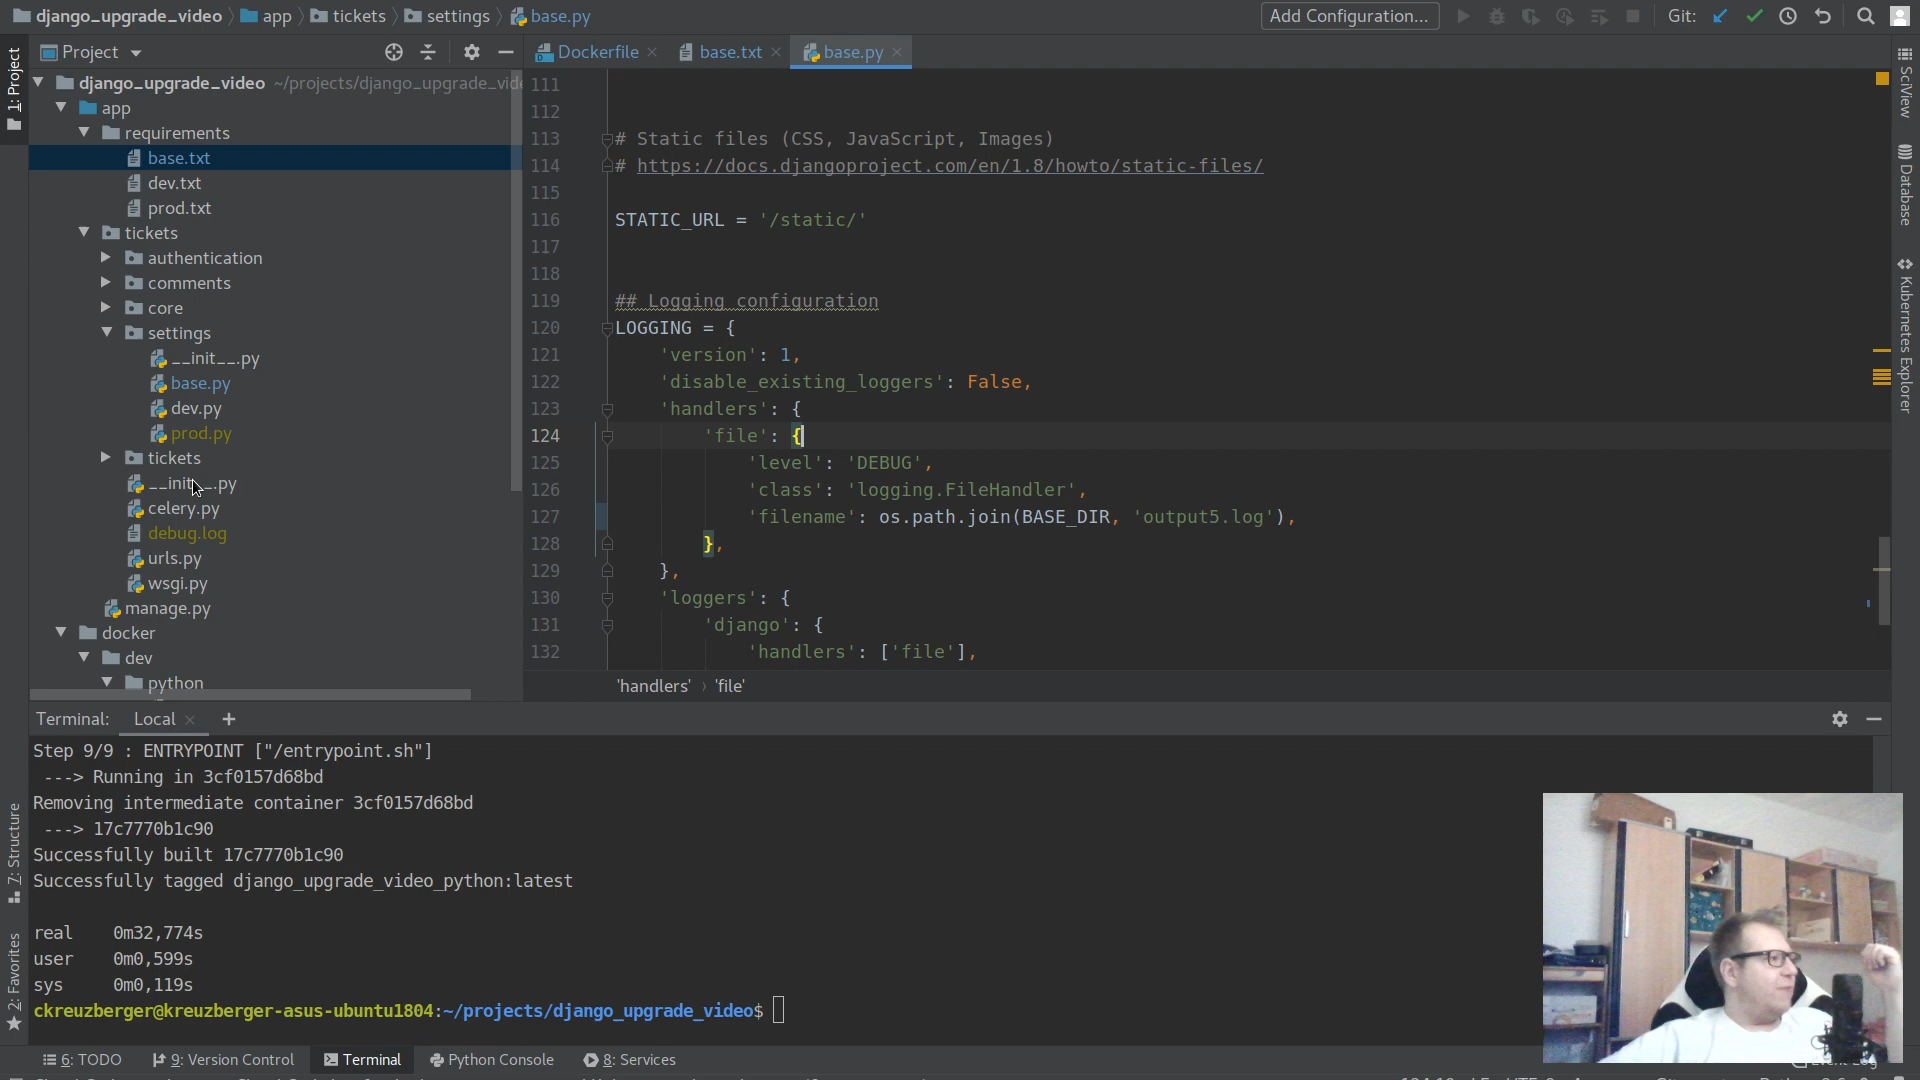 django_upgrade_video app tickets settings base.py
Add Configuration...
Git:
1: Project
Project
Dockerfile
base.txt
base.py
django_upgrade_video ~/projects/django_upgrade_vide
app
requirements
base.txt
dev.txt
prod.txt
tickets
authentication
comments
core
settings
__init__.py
base.py
dev.py
prod.py
tickets
__init__.py
celery.py
debug.log
urls.py
wsgi.py
manage.py
docker
dev
python
111
112
113 # Static files (CSS, JavaScript, Images)
114 # https://docs.djangoproject.com/en/1.8/howto/static-files/
115
116 STATIC_URL = '/static/'
117
118
119 ## Logging configuration
120 LOGGING = {
121 'version': 1,
122 'disable_existing_loggers': False,
123 'handlers': {
124 'file': {
125 'level': 'DEBUG',
126 'class': 'logging.FileHandler',
127 'filename': os.path.join(BASE_DIR, 'output5.log'),
128 },
129 },
130 'loggers': {
131 'django': {
132 'handlers': ['file'],
'handlers' › 'file'
SciView
Database
Kubernetes Explorer
Terminal: Local
Step 9/9 : ENTRYPOINT ["/entrypoint.sh"]
---> Running in 3cf0157d68bd
Removing intermediate container 3cf0157d68bd
---> 17c7770b1c90
Successfully built 17c7770b1c90
Successfully tagged django_upgrade_video_python:latest
real 0m32,774s
user 0m0,599s
sys 0m0,119s
ckreuzberger@kreuzberger-asus-ubuntu1804:~/projects/django_upgrade_video$
7: Structure
2: Favorites
6: TODO
9: Version Control
Terminal
Python Console
8: Services